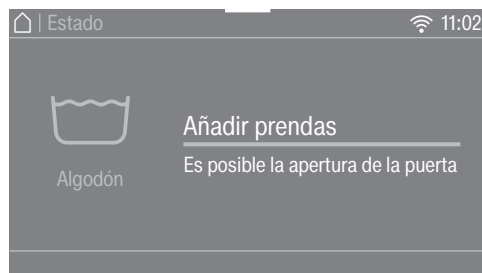 | Estado 11:02
Añadir prendas
Es posible la apertura de la puerta
Algodón